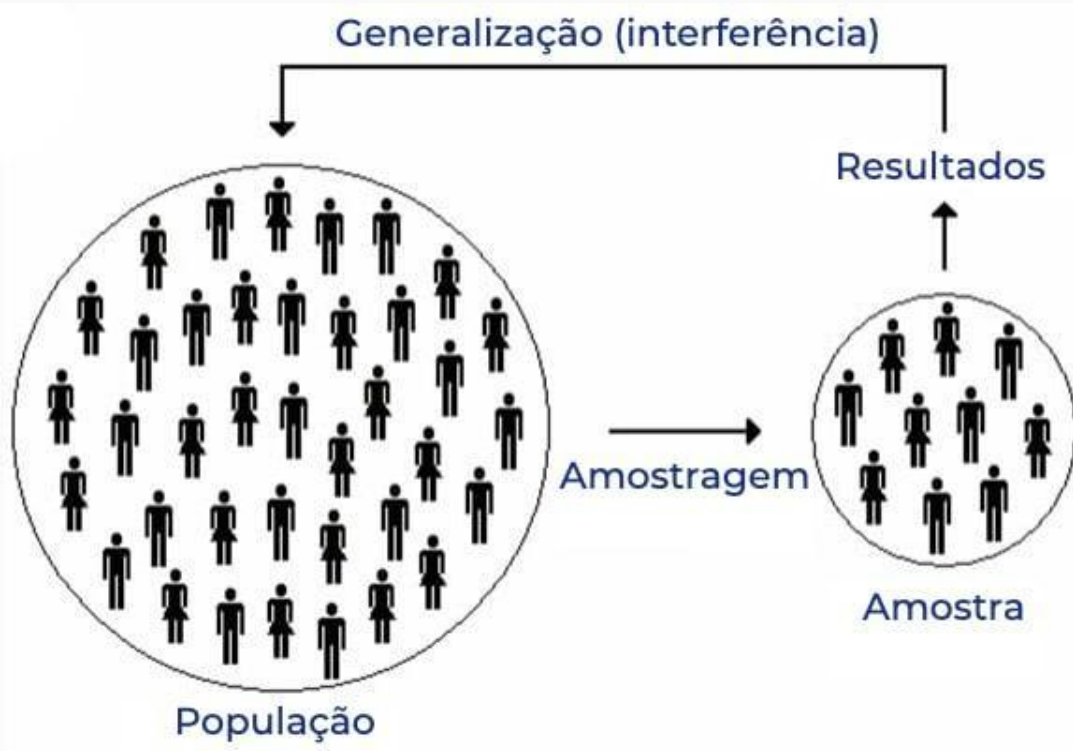 Generalização (interferência)
Resultados
Amostragem
Amostra
População